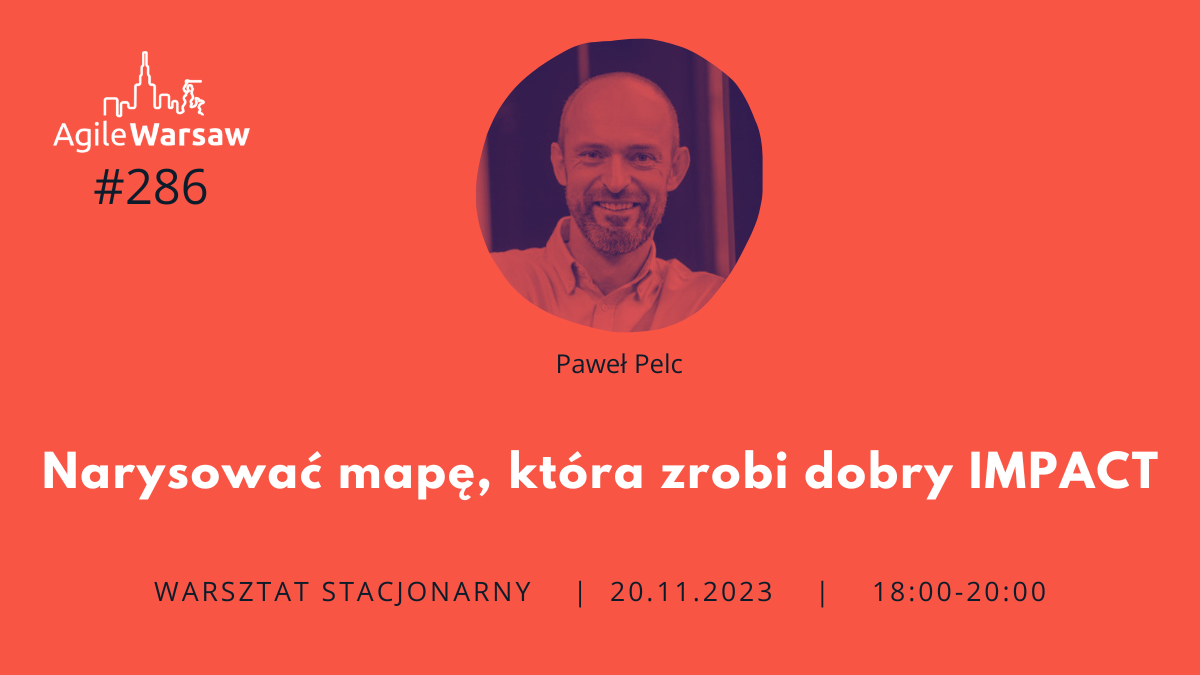 AgileWarsaw
#286
Paweł Pelc
Narysować mapę, która zrobi dobry IMPACT
WARSZTAT STACJONARNY | 20.11.2023 | 18:00-20:00